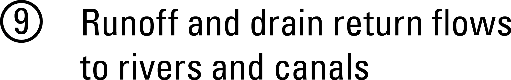 ⑨ Runoff and drain return flows
to rivers and canals